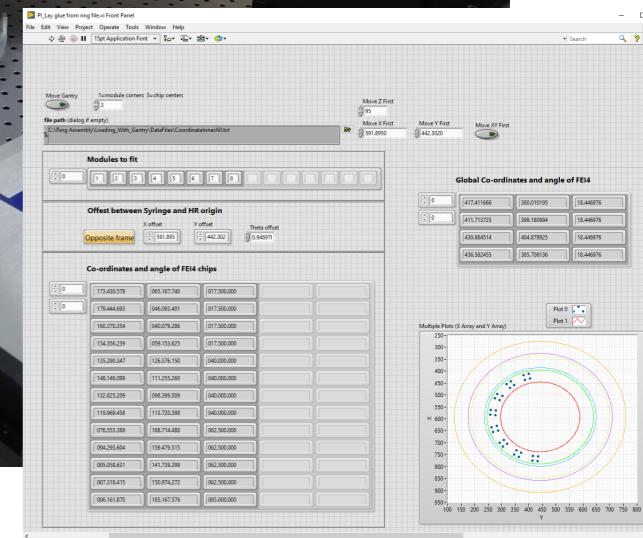 PI_Lay glue from ring file.vi Front Panel
File Edit View Project Operate Tools Window Help
15pt Application Font
Search
Move Gantry
3=module corners 3=chip centers
3
file path (dialog if empty)
C:\Ring Assembly\Loading_With_Gantry\DataFiles\CoordinateInnerAll.txt
Move Z First
95
Move X First
591.8950
Move Y First
442.3020
Move XY First
Modules to fit
0 1 2 3 4 5 6 7 8
Offest between Syringe and HR origin
Opposite frame
X offset
591.895
Y offset
442.302
Theta offset
0.946976
Co-ordinates and angle of FEI4 chips
0
0
173.430.578 065.167.740 017.500.000
179.444.693 046.093.401 017.500.000
160.370.354 040.079.286 017.500.000
154.356.239 059.153.625 017.500.000
135.290.347 126.576.150 040.000.000
148.146.099 111.255.260 040.000.000
132.825.209 098.399.509 040.000.000
119.969.458 113.720.398 040.000.000
076.553.388 168.714.488 062.500.000
094.293.604 159.479.515 062.500.000
085.058.631 141.739.299 062.500.000
067.318.415 150.974.272 062.500.000
006.161.870 185.167.576 085.000.000
Global Co-ordinates and angle of FEI4
0
0
417.411666 380.010195 18.446976
411.713725 399.180984 18.446976
430.884514 404.878925 18.446976
436.582455 385.708136 18.446976
Plot 0
Plot 1
Multiple Plots (X Array and Y Array)
250
300
350
400
450
500
550
600
650
700
750
800
850
900
950
X
100 150 200 250 300 350 400 450 500 550 600 650 700 750 800
Y